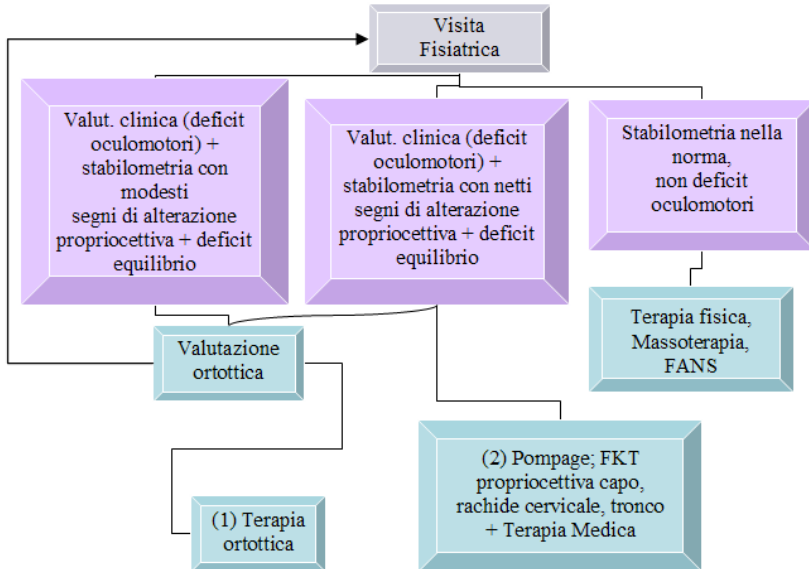 Visita
Fisiatrica
Valut. clinica (deficit
oculomotori) +
stabilometria con
modesti
segni di alterazione
propriocettiva + deficit
equilibrio
Valut. clinica (deficit
oculomotori) +
stabilometria con netti
segni di alterazione
propriocettiva + deficit
equilibrio
Stabilometria nella
norma,
non deficit
oculomotori
Valutazione
ortottica
Terapia fisica,
Massoterapia,
FANS
(1) Terapia
ortottica
(2) Pompage; FKT
propriocettiva capo,
rachide cervicale, tronco
+ Terapia Medica